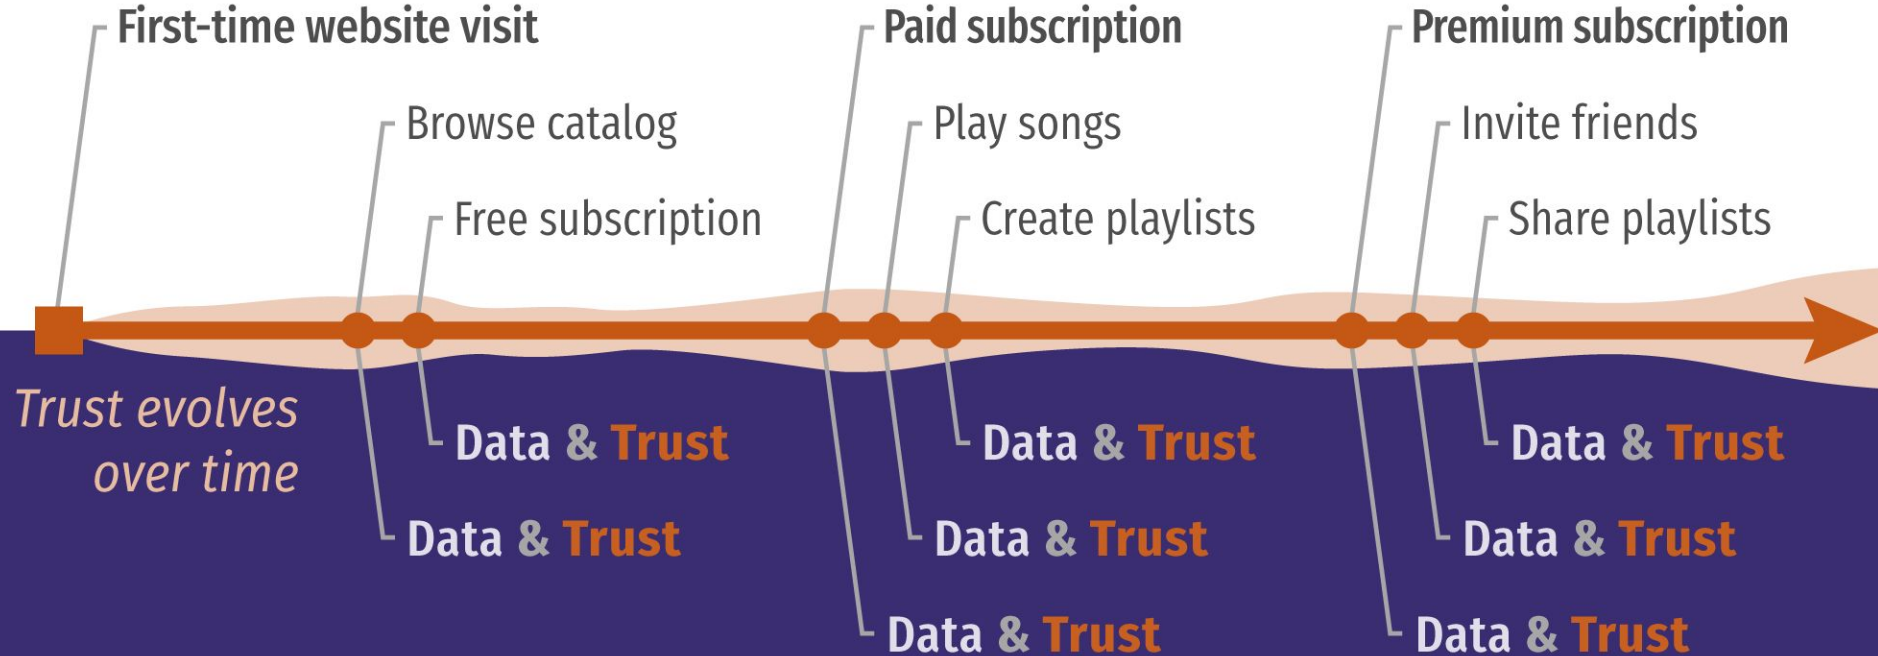 First-time website visit
Paid subscription
Premium subscription
Browse catalog
Play songs
Invite friends
Free subscription
Create playlists
Share playlists
Trust evolves
over time
Data & Trust
Data & Trust
Data & Trust
Data & Trust
Data & Trust
Data & Trust
Data & Trust
Data & Trust